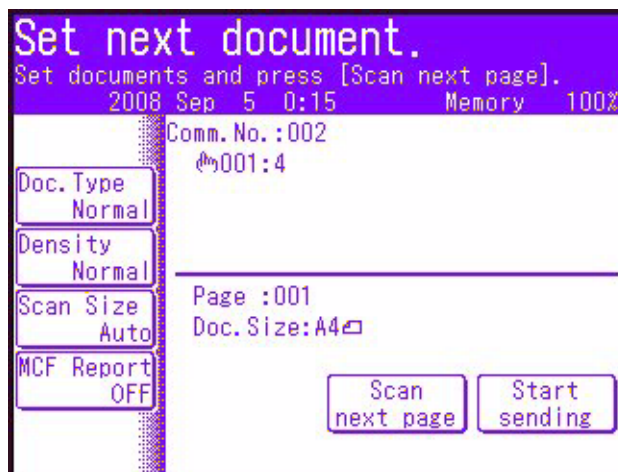 Set next document.
Set documents and press [Scan next page].
2008 Sep 5 0:15 Memory 100%
Comm.No.:002
001:4
Doc.Type
Normal
Density
Normal
Scan Size
Auto
MCF Report
OFF
Page :001
Doc.Size:A4
Scan
next page
Start
sending